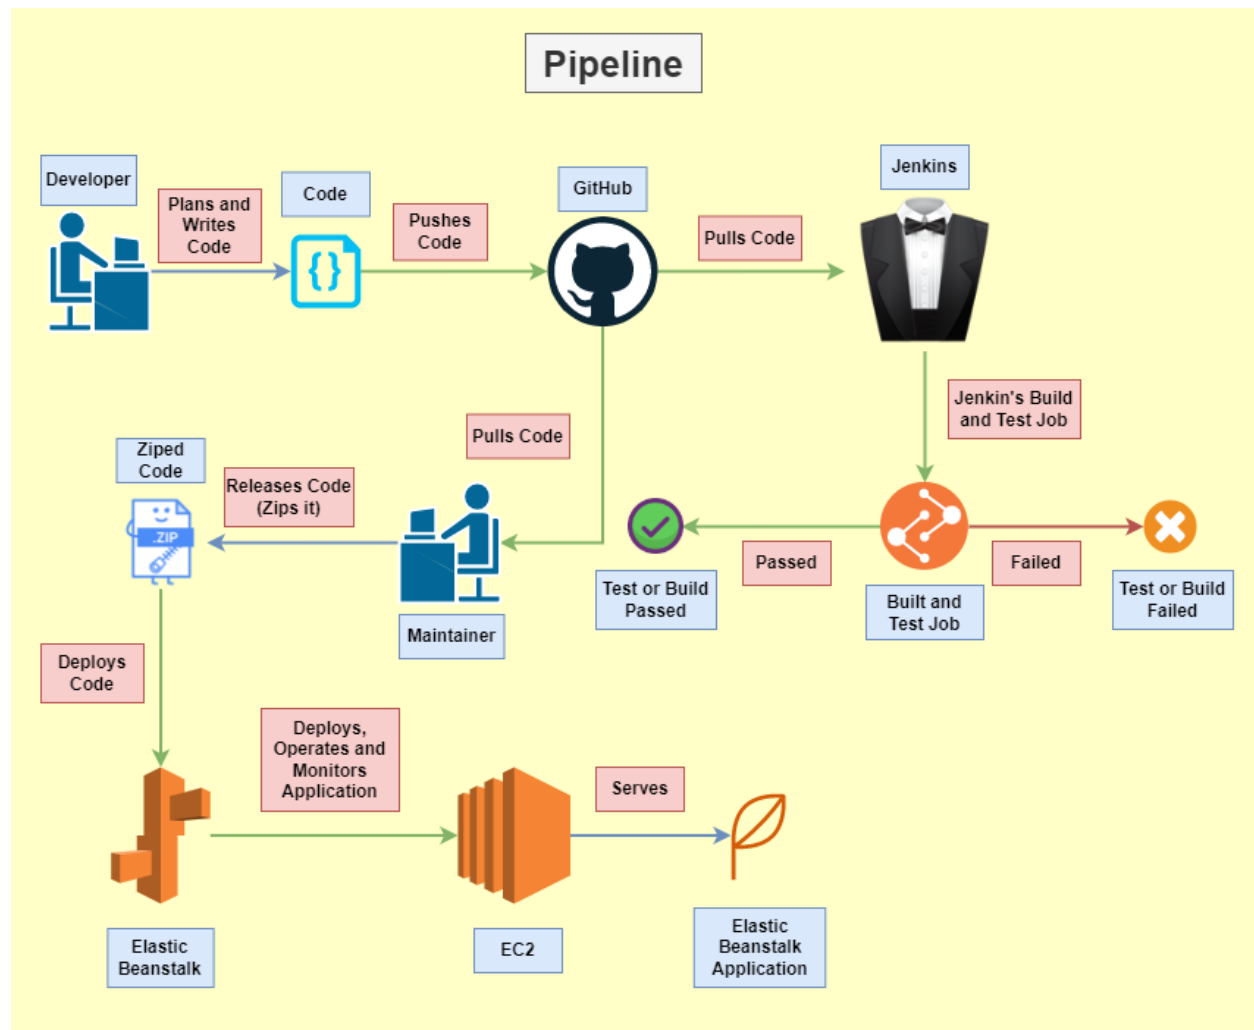 Pipeline
Developer
Plans and
Writes
Code
Code
Pushes
Code
GitHub
Pulls Code
Jenkins
Jenkin's Build
and Test Job
Pulls Code
Ziped
Code
Releases Code
(Zips it)
.ZIP
Maintainer
Test or Build
Passed
Passed
Built and
Test Job
Failed
Test or Build
Failed
Deploys
Code
Deploys,
Operates and
Monitors
Application
Serves
Elastic
Beanstalk
EC2
Elastic
Beanstalk
Application